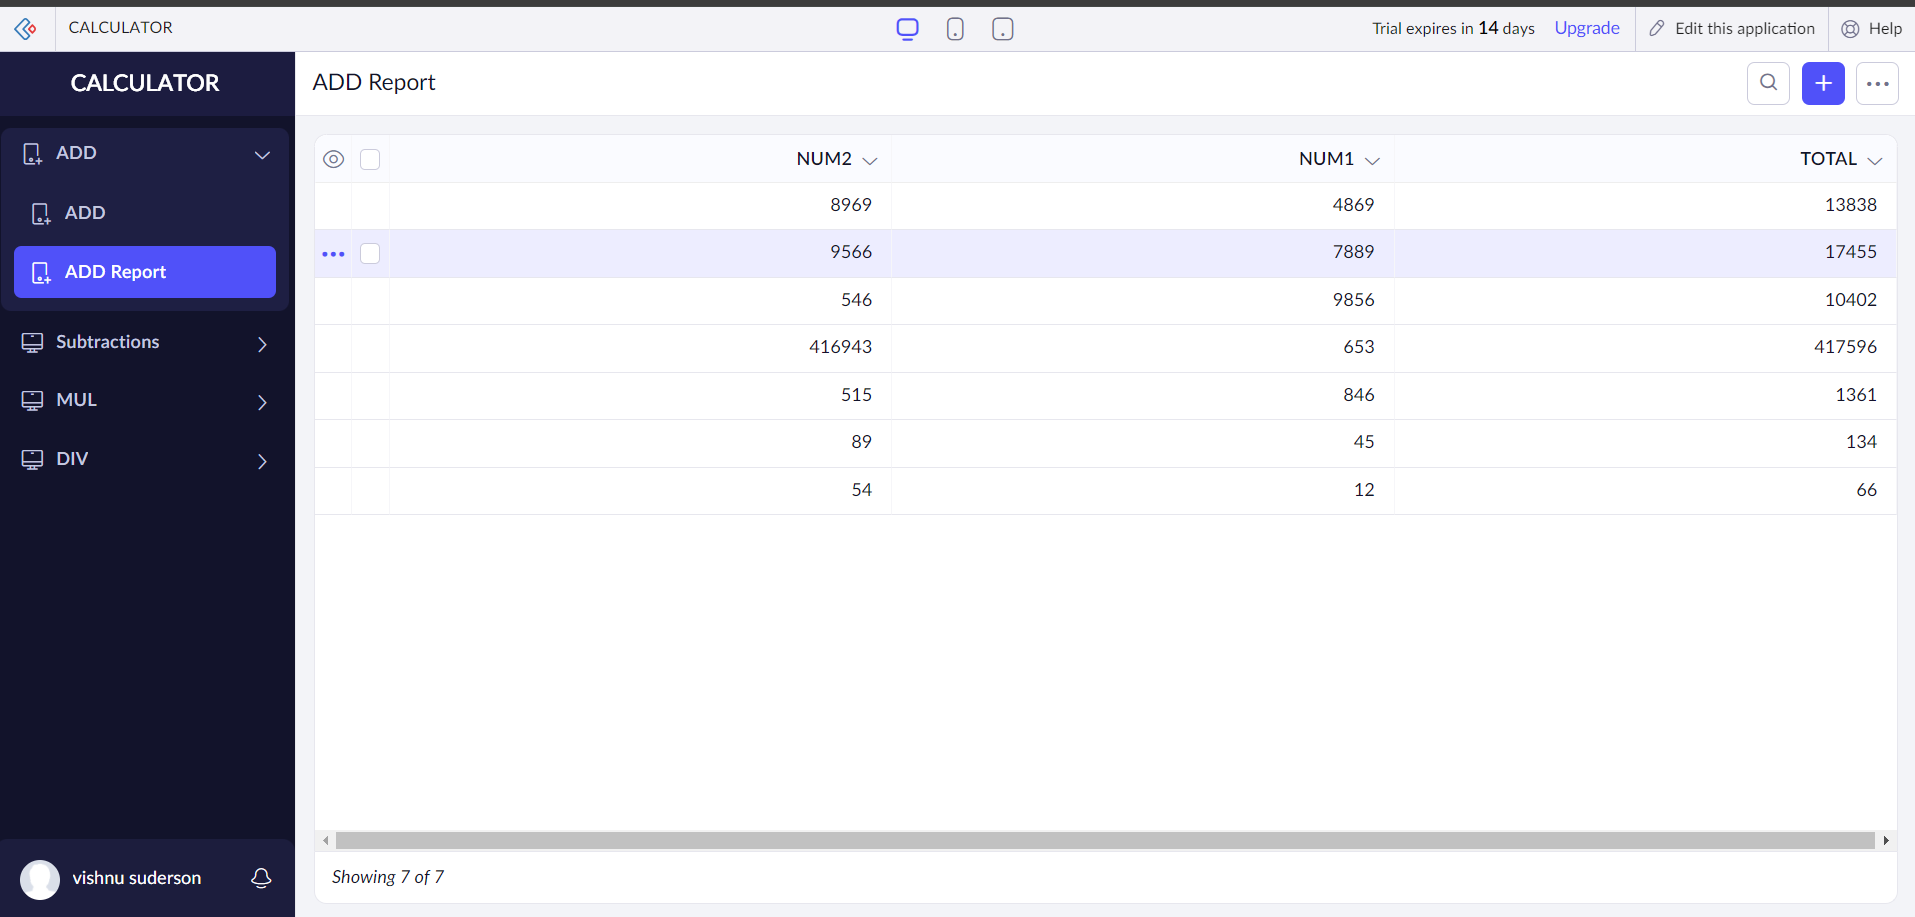 CALCULATOR
Trial expires in 14 days Upgrade Edit this application Help
CALCULATOR
ADD Report
ADD
ADD
ADD Report
Subtractions
MUL
DIV
NUM2 NUM1 TOTAL
8969 4869 13838
9566 7889 17455
546 9856 10402
416943 653 417596
515 846 1361
89 45 134
54 12 66
Showing 7 of 7
vishnu suderson